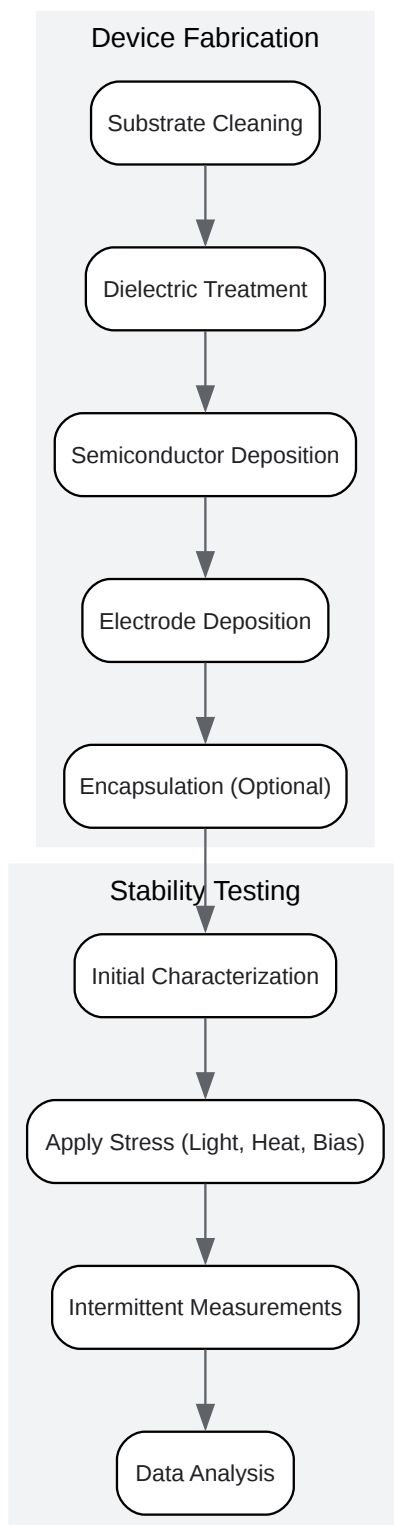 Device Fabrication
Substrate Cleaning
Dielectric Treatment
Semiconductor Deposition
Electrode Deposition
Encapsulation (Optional)
Stability Testing
Initial Characterization
Apply Stress (Light, Heat, Bias)
Intermittent Measurements
Data Analysis